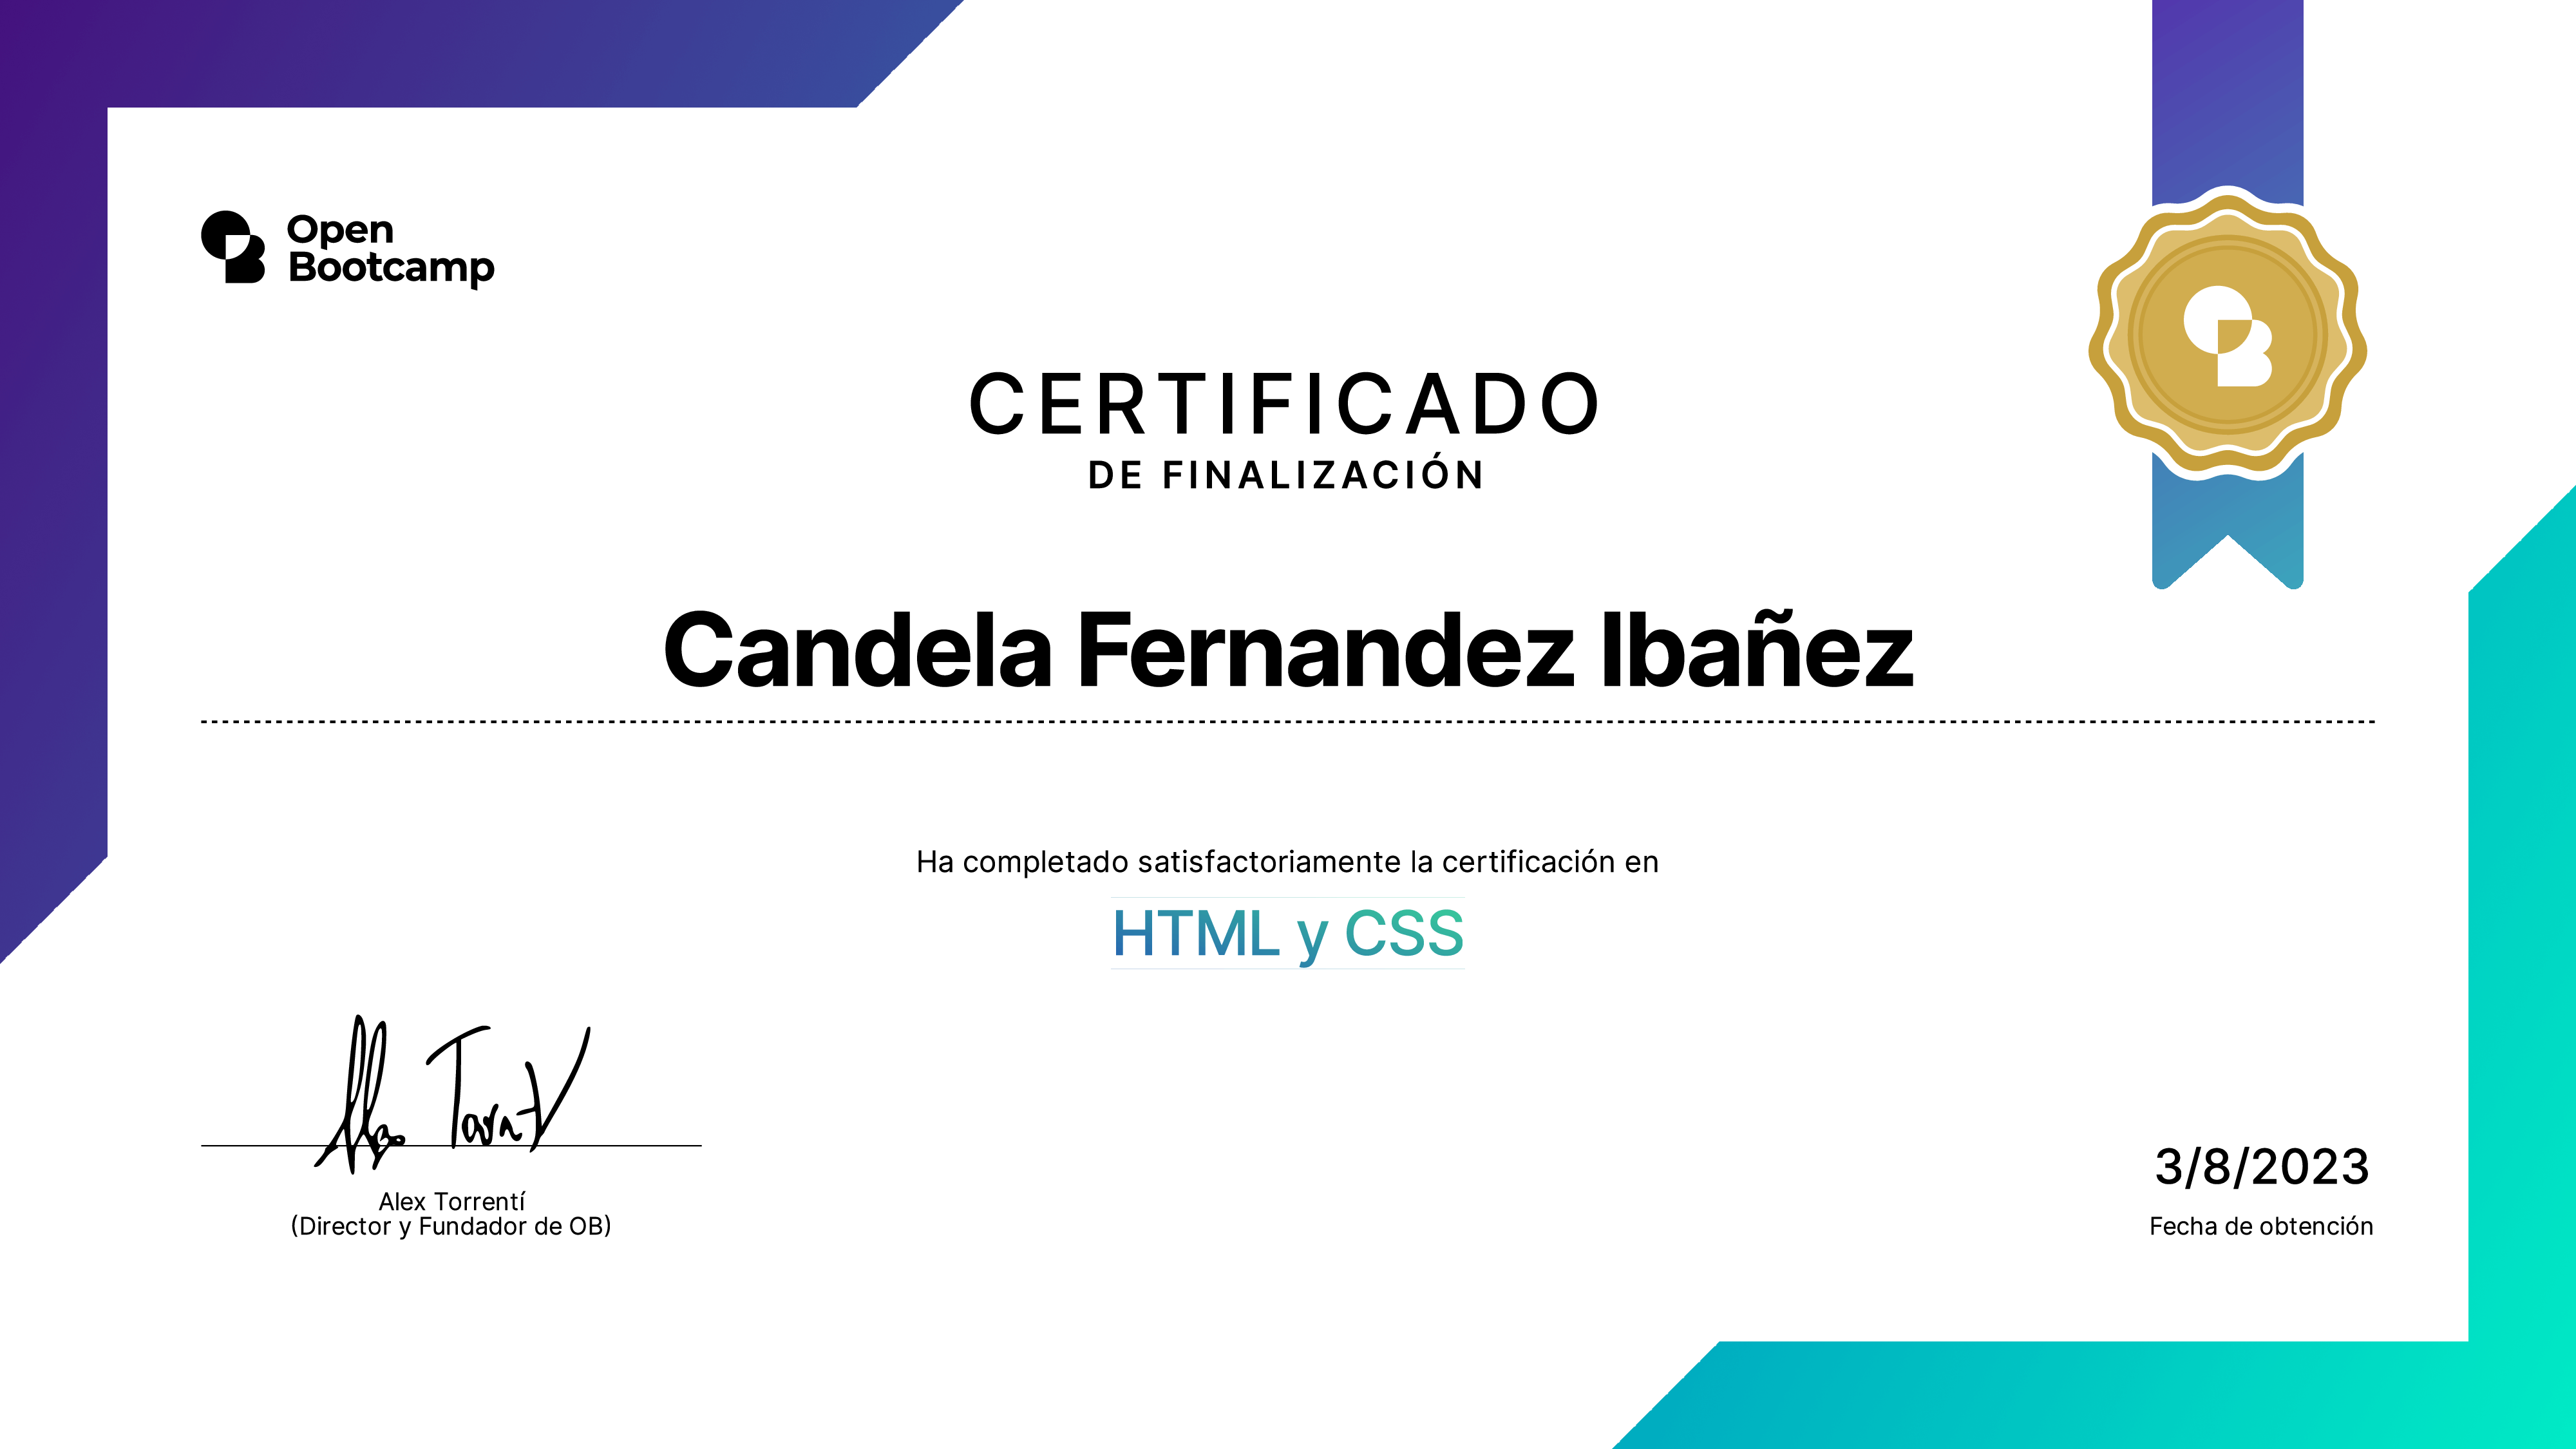 Open
Bootcamp
CERTIFICADO
DE FINALIZACIÓN
Candela Fernandez Ibañez
Ha completado satisfactoriamente la certificación en
HTML y CSS
Alex Torrentí
(Director y Fundador de OB)
3/8/2023
Fecha de obtención